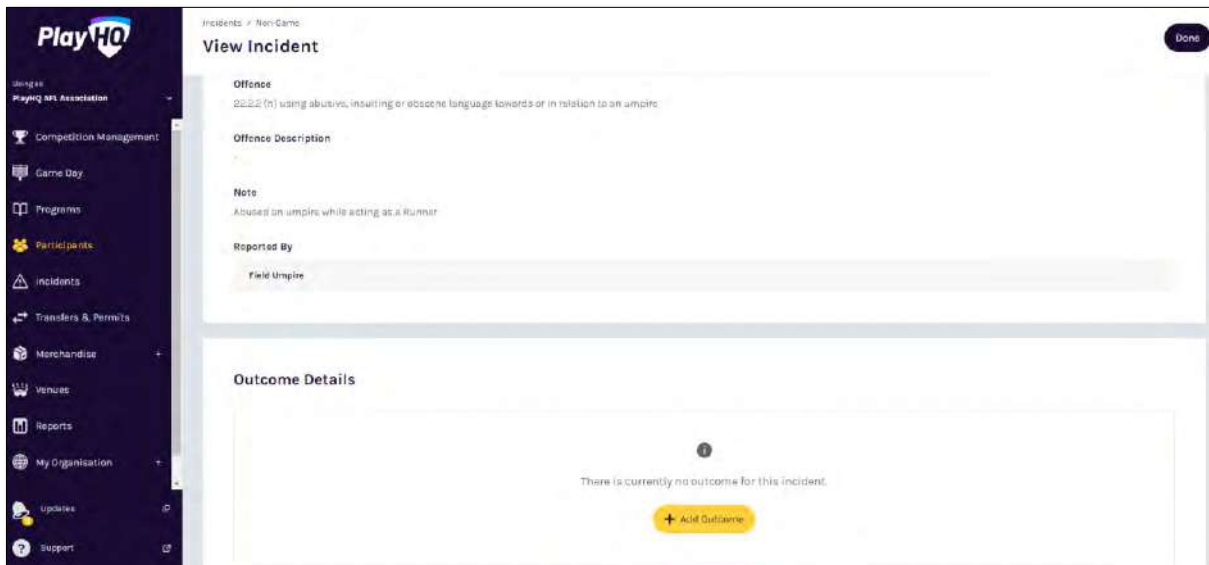 PlayHQ
Using as
PlayHQ AFL Association
Competition Management
Game Day
Programs
Participants
Incidents
Transfers & Permits
Merchandise +
Venues
Reports
My Organisation +
Updates
Support
Incidents / Non-Game
View Incident
Done
Offence
22.2.2 (h) using abusive, insulting or obscene language towards or in relation to an umpire
Offence Description
-
Note
Abused an umpire while acting as a Runner
Reported By
Field Umpire
Outcome Details
There is currently no outcome for this incident.
+ Add Outcome